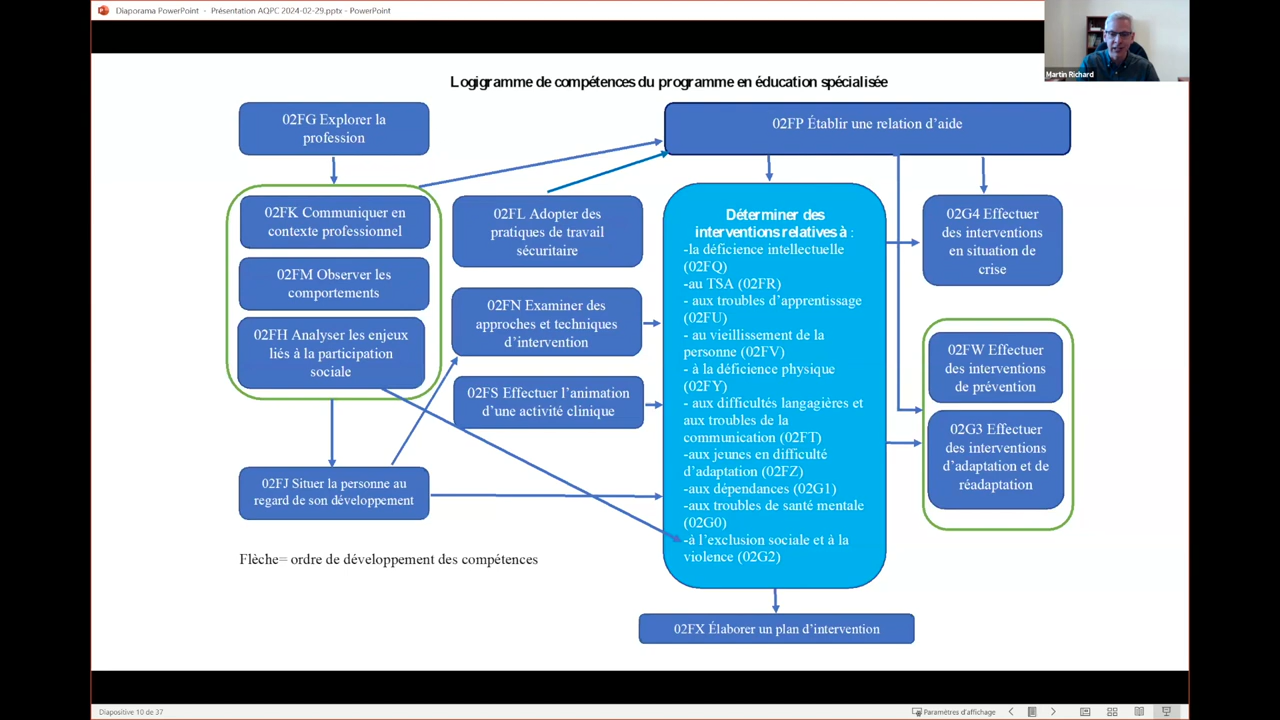 Diaporama PowerPoint - Présentation AQPC 2024-02-29.pptx - PowerPoint
Martin Richard
Logigramme de compétences du programme en éducation spécialisée
02FG Explorer la
profession
02FP Établir une relation d'aide
02FK Communiquer en
contexte professionnel
02FM Observer les
comportements
02FH Analyser les enjeux
liés à la participation
sociale
02FL Adopter des
pratiques de travail
sécuritaire
02FN Examiner des
approches et techniques
d'intervention
02FS Effectuer l'animation
d'une activité clinique
02FJ Situer la personne au
regard de son développement
Déterminer des
interventions relatives à :
-la déficience intellectuelle
(02FQ)
-au TSA (02FR)
- aux troubles d'apprentissage
(02FU)
- au vieillissement de la
personne (02FV)
- à la déficience physique
(02FY)
- aux difficultés langagières et
aux troubles de la
communication (02FT)
-aux jeunes en difficulté
d'adaptation (02FZ)
-aux dépendances (02G1)
-aux troubles de santé mentale
(02G0)
-à l'exclusion sociale et à la
violence (02G2)
02G4 Effectuer
des interventions
en situation de
crise
02FW Effectuer
des interventions
de prévention
02G3 Effectuer
des interventions
d'adaptation et de
réadaptation
Flèche= ordre de développement des compétences
02FX Élaborer un plan d'intervention
Diapositive 10 de 37
Paramètres d'affichage